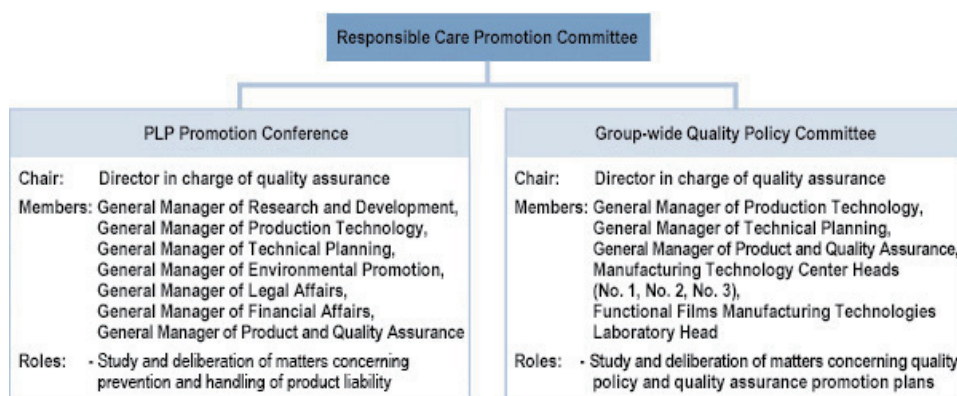 Responsible Care Promotion Committee
PLP Promotion Conference
Chair: Director in charge of quality assurance
Members: General Manager of Research and Development,
General Manager of Production Technology,
General Manager of Technical Planning,
General Manager of Environmental Promotion,
General Manager of Legal Affairs,
General Manager of Financial Affairs,
General Manager of Product and Quality Assurance
Roles: - Study and deliberation of matters concerning
prevention and handling of product liability
Group-wide Quality Policy Committee
Chair: Director in charge of quality assurance
Members: General Manager of Production Technology,
General Manager of Technical Planning,
General Manager of Product and Quality Assurance,
Manufacturing Technology Center Heads
(No. 1, No. 2, No. 3),
Functional Films Manufacturing Technologies
Laboratory Head
Roles: - Study and deliberation of matters concerning quality
policy and quality assurance promotion plans